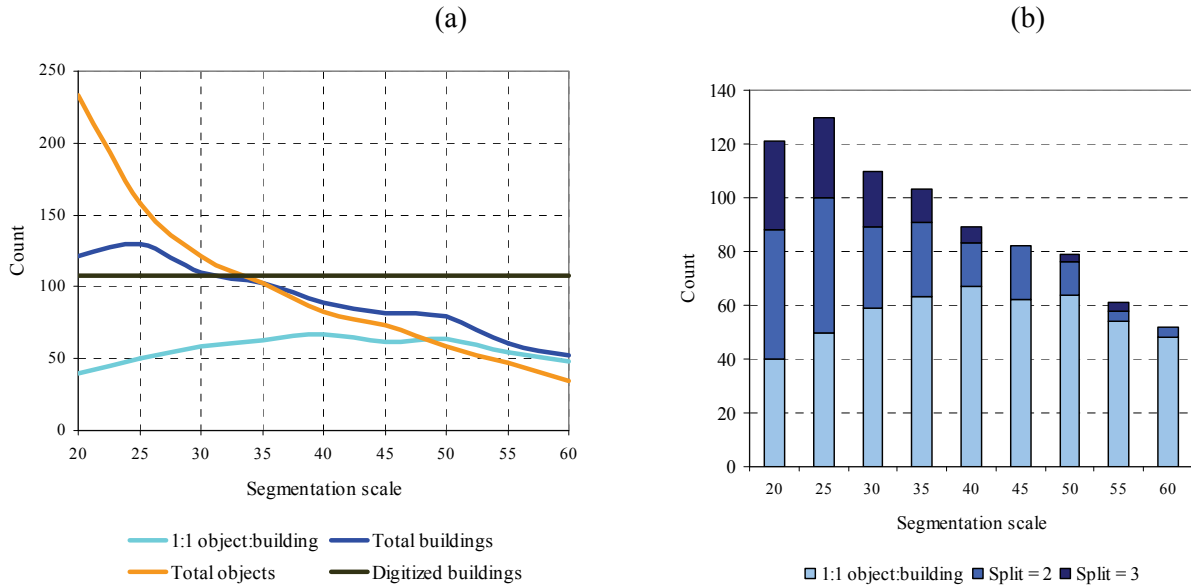 (a)
250
200
150
100
50
0
Count
20 25 30 35 40 45 50 55 60
Segmentation scale
1:1 object:building Total buildings
Total objects Digitized buildings
(b)
140
120
100
80
60
40
20
0
Count
20 25 30 35 40 45 50 55 60
Segmentation scale
1:1 object:building Split = 2 Split = 3